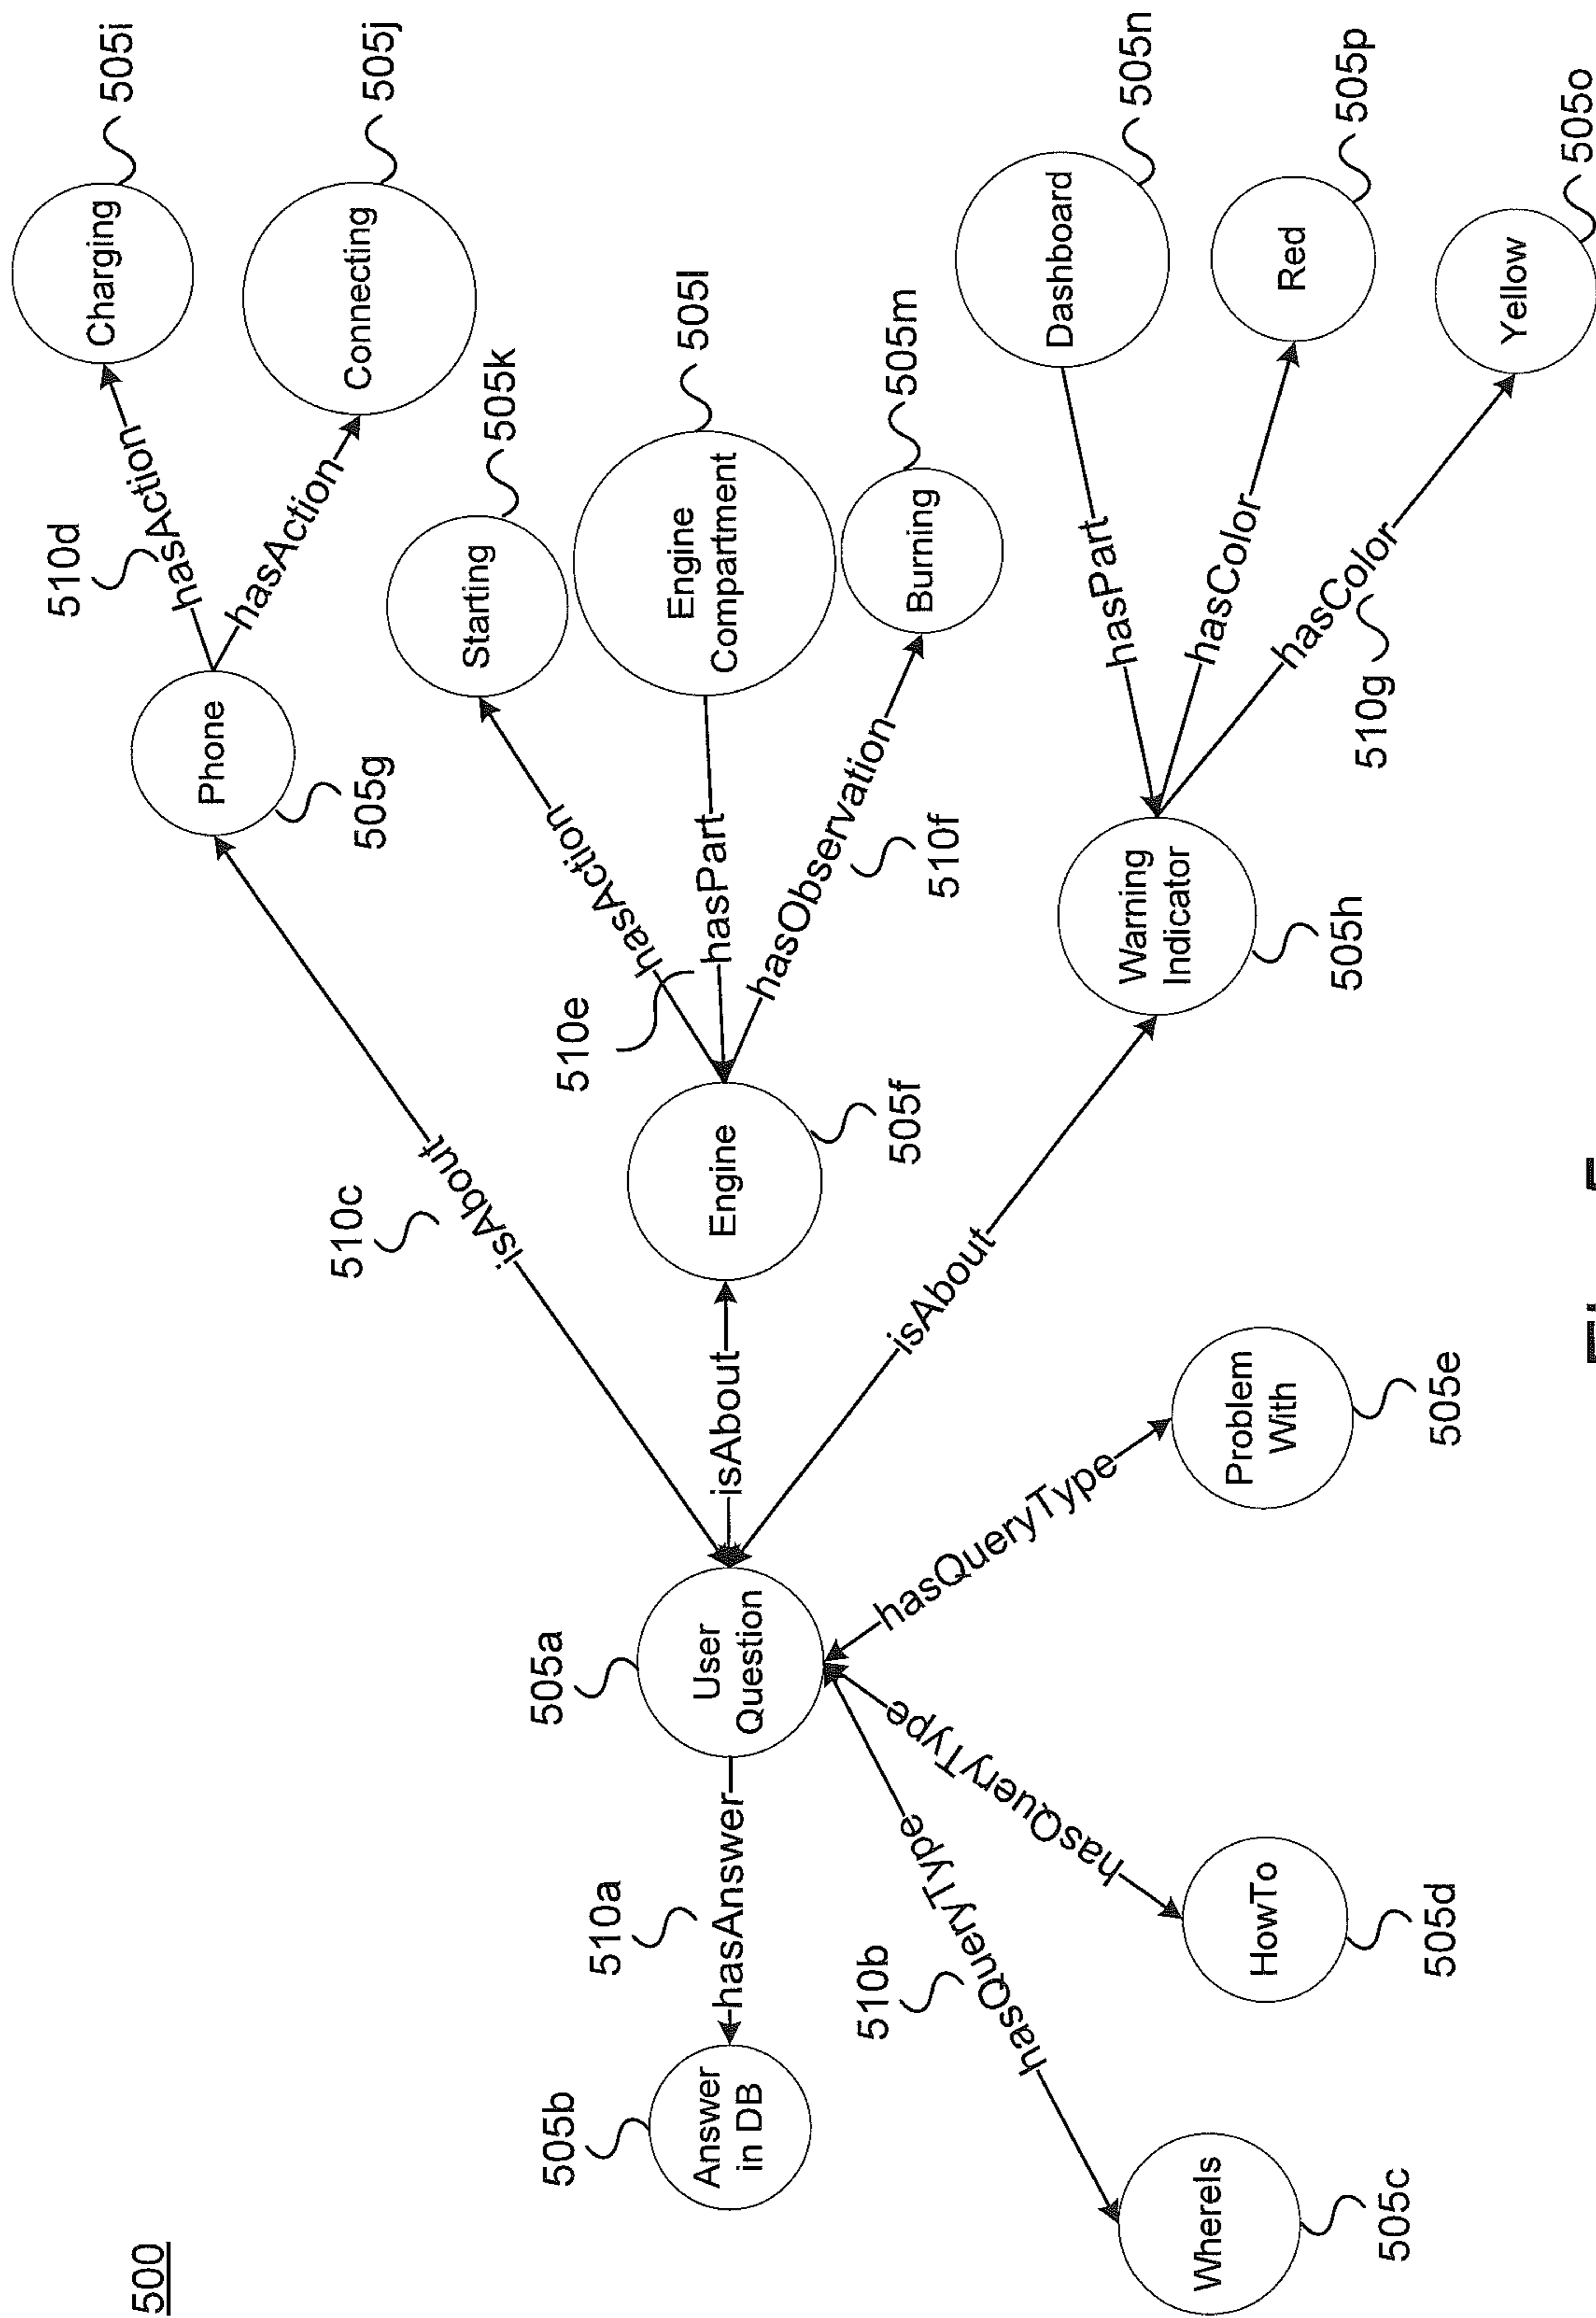 500
Charging
505i
510d
hasAction
Phone
505g
hasAction
Connecting
505j
510c
isAbout
Starting
505k
hasAction
510e
hasPart
Engine
Compartment
505l
505b
Answer
in DB
510a
hasAnswer
505a
User
Question
isAbout
Engine
505f
hasObservation
510f
Burning
505m
510b
hasQueryType
hasQueryType
hasQueryType
isAbout
Warning
Indicator
505h
hasPart
Dashboard
505n
hasColor
Red
505p
hasColor
510g
Yellow
505o
WhereIs
505c
HowTo
505d
Problem
With
505e